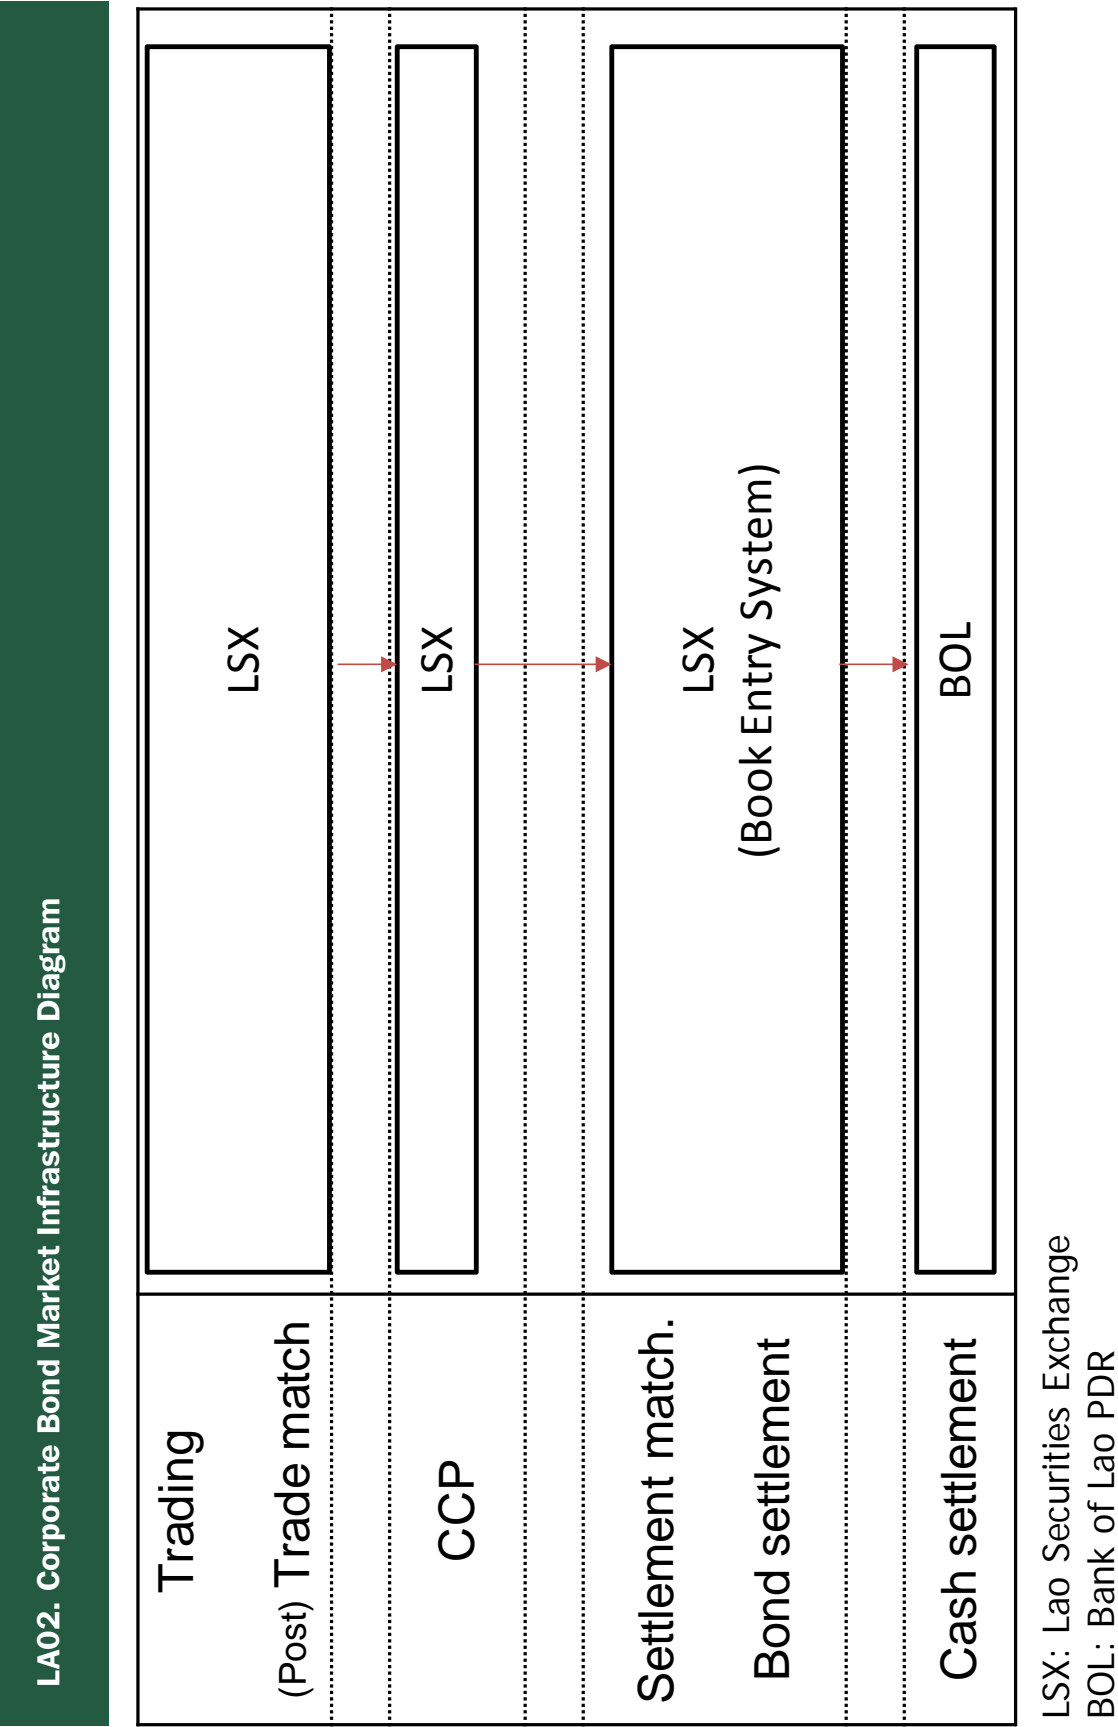 LA02. Corporate Bond Market Infrastructure Diagram
Trading
LSX
(Post) Trade match
CCP
LSX
Settlement match.
LSX
Bond settlement
(Book Entry System)
Cash settlement
BOL
LSX: Lao Securities Exchange
BOL: Bank of Lao PDR